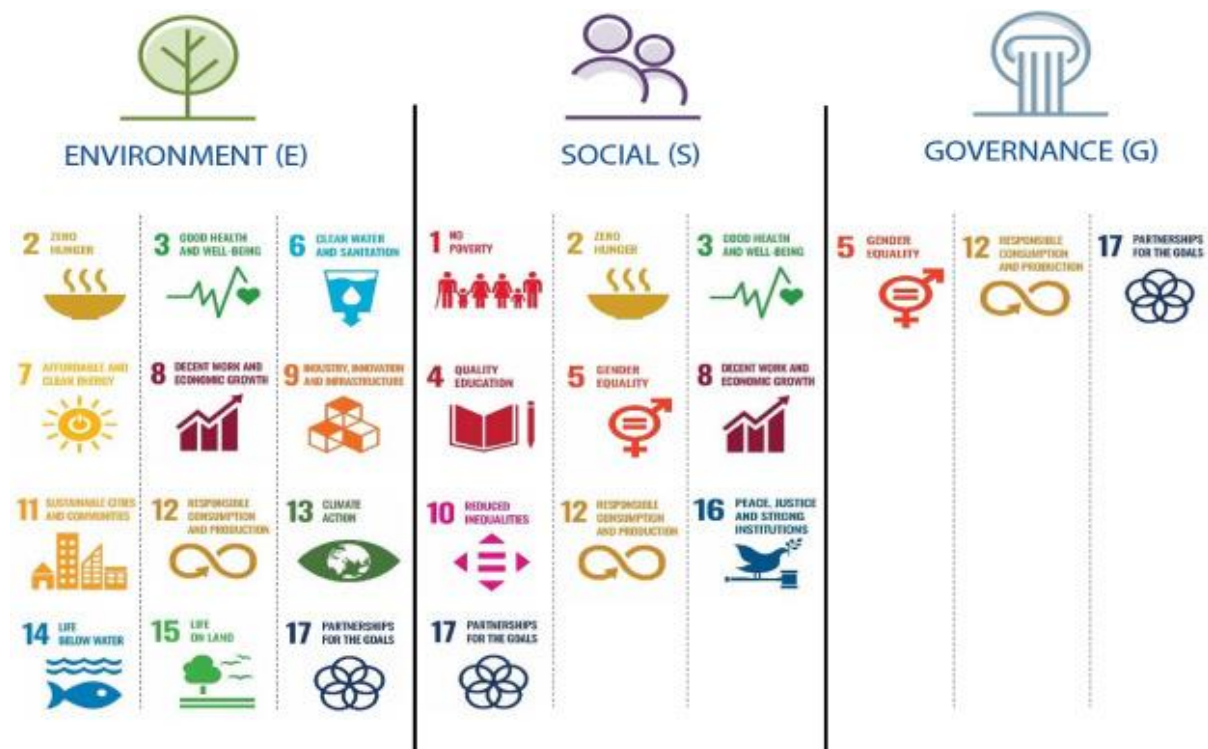 ENVIRONMENT (E)
2 ZERO
HUNGER
3 GOOD HEALTH
AND WELL-BEING
6 CLEAN WATER
AND SANITATION
7 AFFORDABLE AND
CLEAN ENERGY
8 DECENT WORK AND
ECONOMIC GROWTH
9 INDUSTRY, INNOVATION
AND INFRASTRUCTURE
11 SUSTAINABLE CITIES
AND COMMUNITIES
12 RESPONSIBLE
CONSUMPTION
AND PRODUCTION
13 CLIMATE
ACTION
14 LIFE
BELOW WATER
15 LIFE
ON LAND
17 PARTNERSHIPS
FOR THE GOALS
SOCIAL (S)
1 NO
POVERTY
2 ZERO
HUNGER
3 GOOD HEALTH
AND WELL-BEING
4 QUALITY
EDUCATION
5 GENDER
EQUALITY
8 DECENT WORK AND
ECONOMIC GROWTH
10 REDUCED
INEQUALITIES
12 RESPONSIBLE
CONSUMPTION
AND PRODUCTION
16 PEACE, JUSTICE
AND STRONG
INSTITUTIONS
17 PARTNERSHIPS
FOR THE GOALS
GOVERNANCE (G)
5 GENDER
EQUALITY
12 RESPONSIBLE
CONSUMPTION
AND PRODUCTION
17 PARTNERSHIPS
FOR THE GOALS